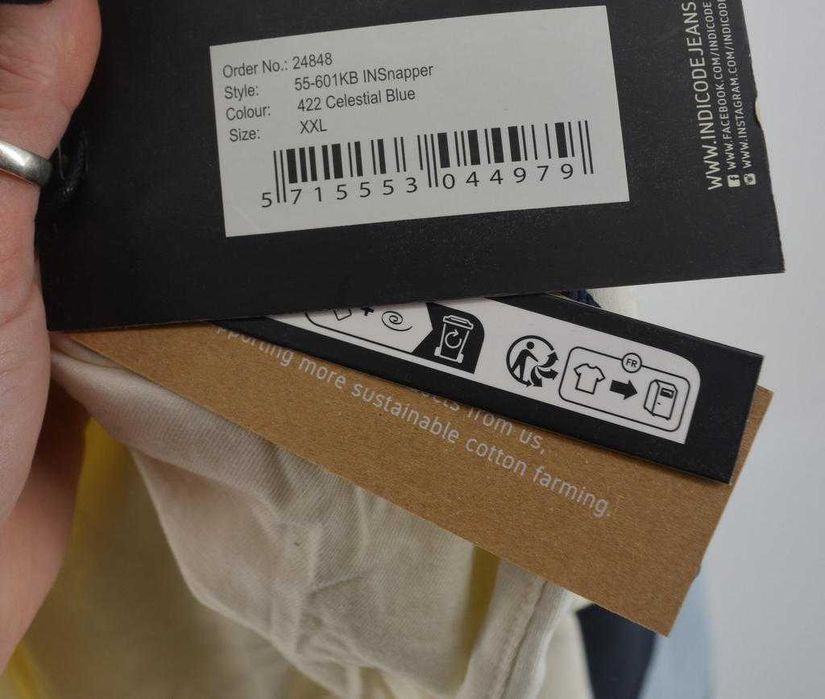 Order No.: 24848
Style: 55-601KB INSnapper
Colour: 422 Celestial Blue
Size: XXL
5 715553 044979
WWW.INDICODEJEANS
WWW.FACEBOOK.COM/INDICODE
WWW.INSTAGRAM.COM/INDICODE
FR
from us,
more sustainable cotton farming.